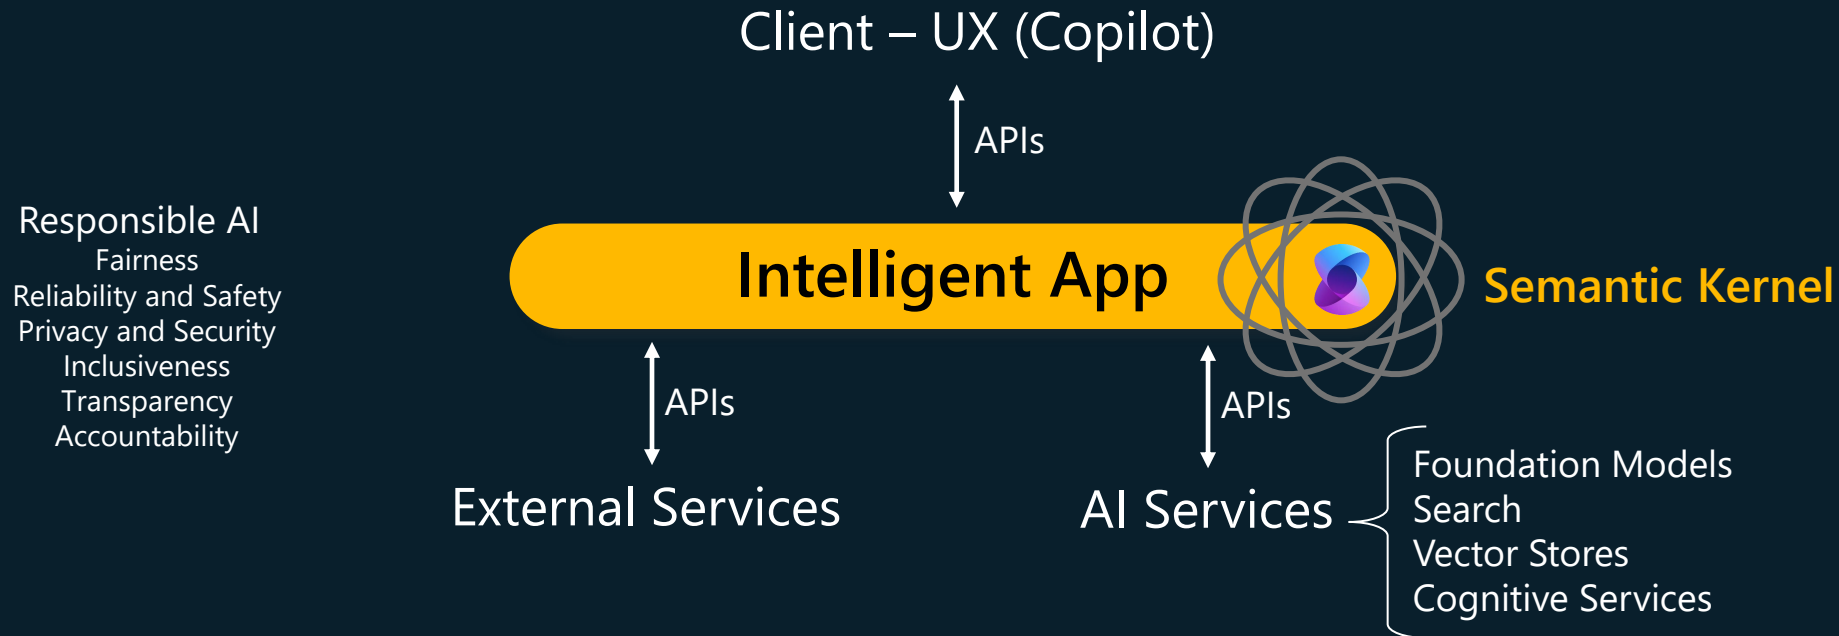 Client – UX (Copilot)
APIs
Responsible AI
Fairness
Reliability and Safety
Privacy and Security
Inclusiveness
Transparency
Accountability
Intelligent App
Semantic Kernel
APIs
APIs
External Services
AI Services
Foundation Models
Search
Vector Stores
Cognitive Services